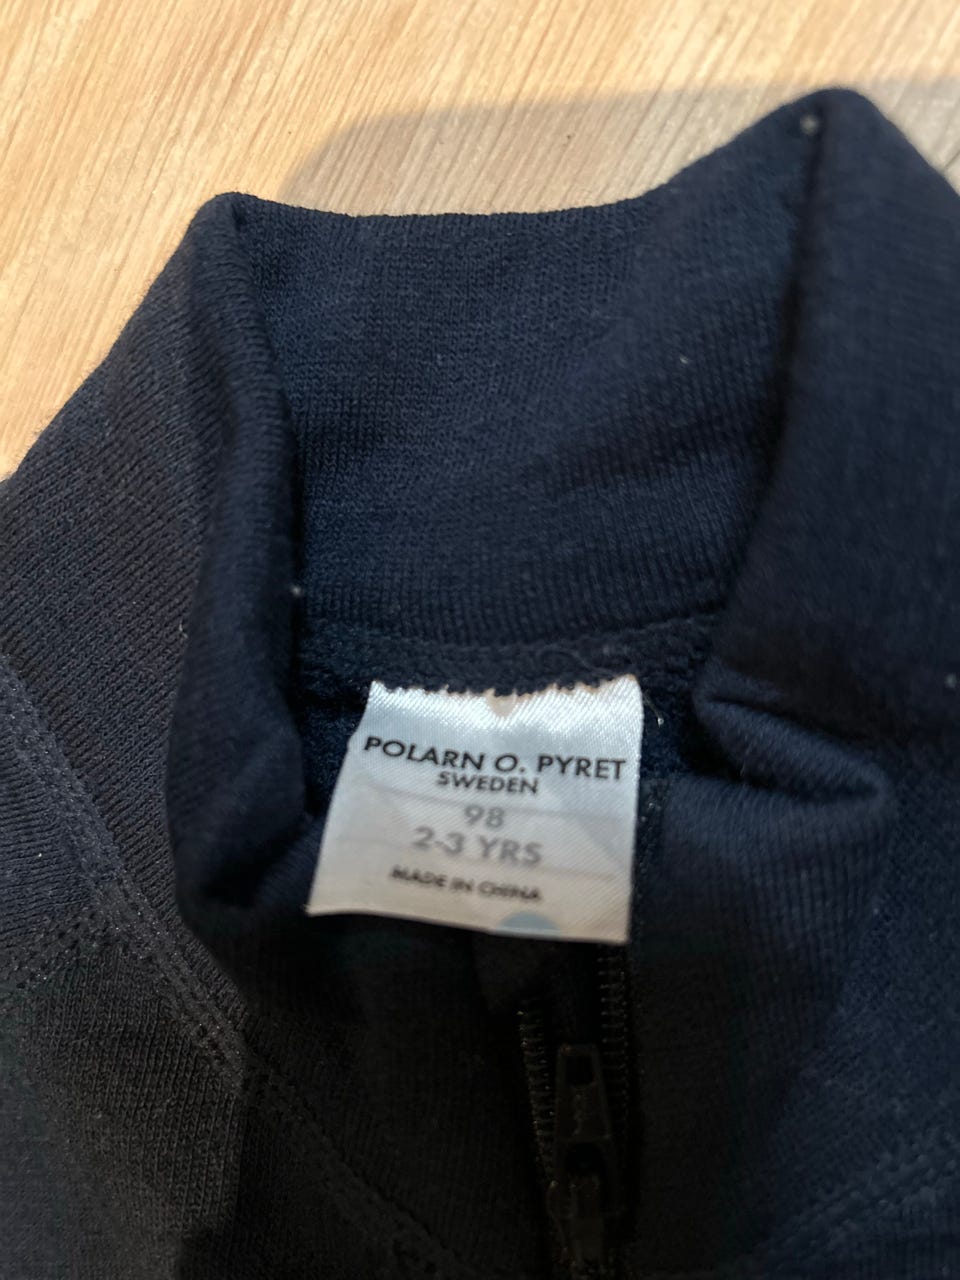 POLARN O. PYRET
SWEDEN
98
2-3 YRS
MADE IN CHINA